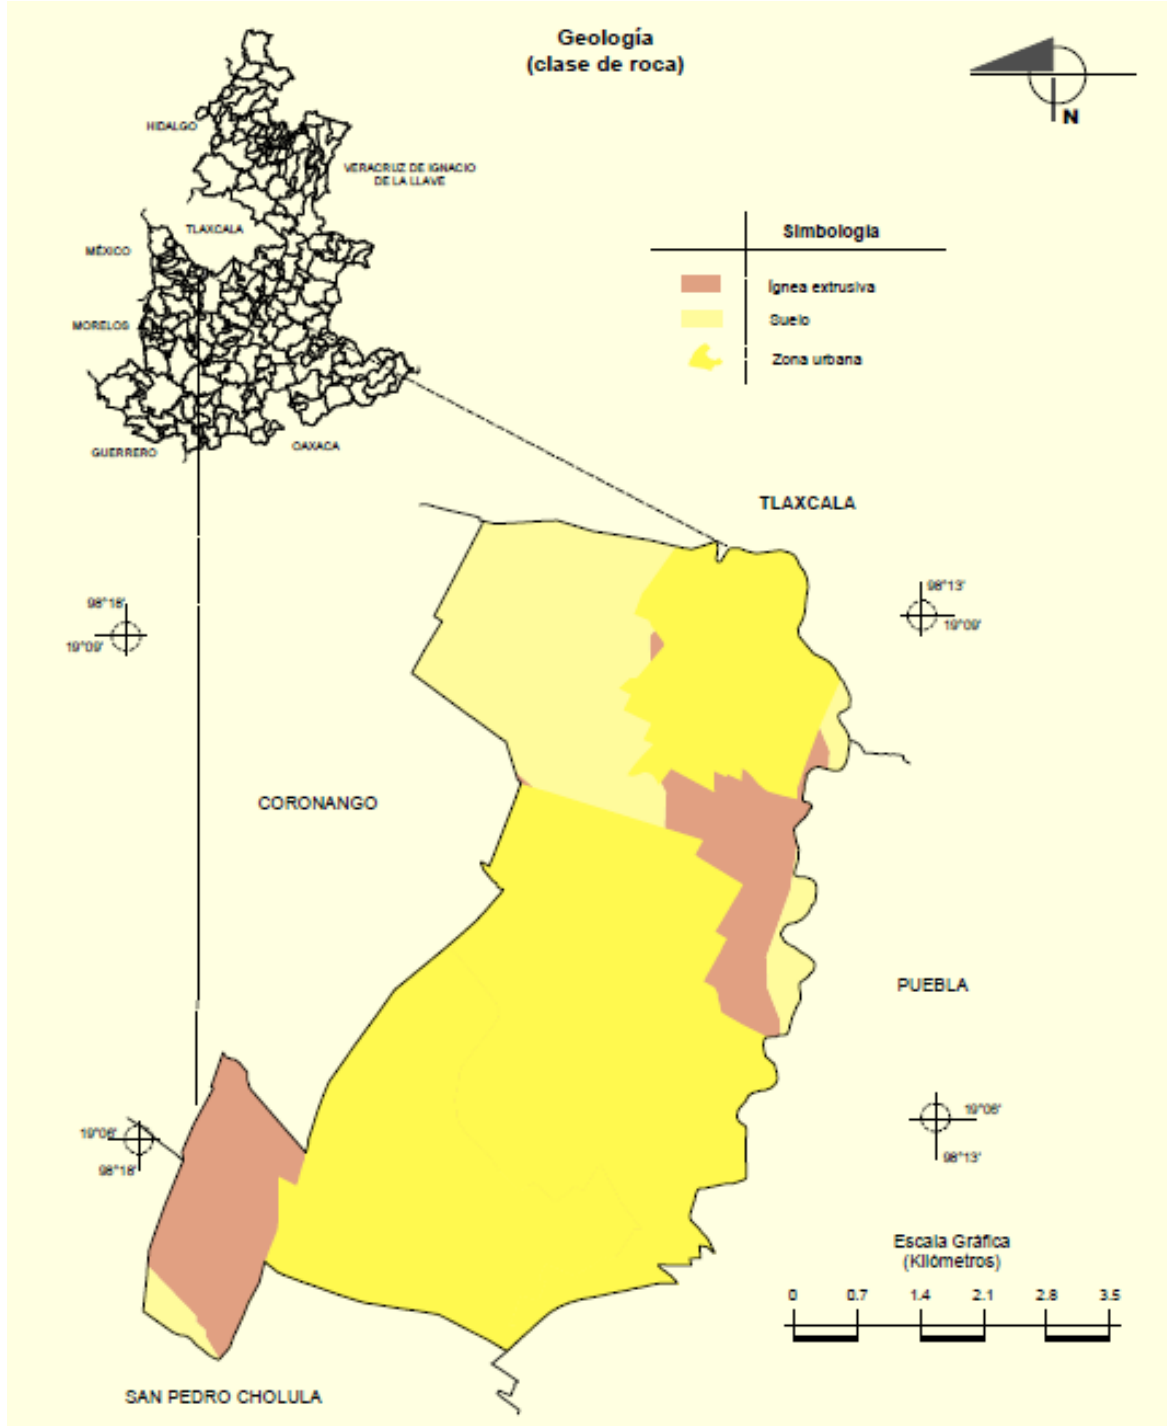 Geología
(clase de roca)
N
HIDALGO
VERACRUZ DE IGNACIO
DE LA LLAVE
TLAXCALA
MÉXICO
MORELOS
GUERRERO
OAXACA
Simbología
Ígnea extrusiva
Suelo
Zona urbana
TLAXCALA
98°18'
19°09'
98°13'
19°09'
CORONANGO
PUEBLA
19°06'
98°18'
19°06'
98°13'
Escala Gráfica
(Kilómetros)
0 0.7 1.4 2.1 2.8 3.5
SAN PEDRO CHOLULA